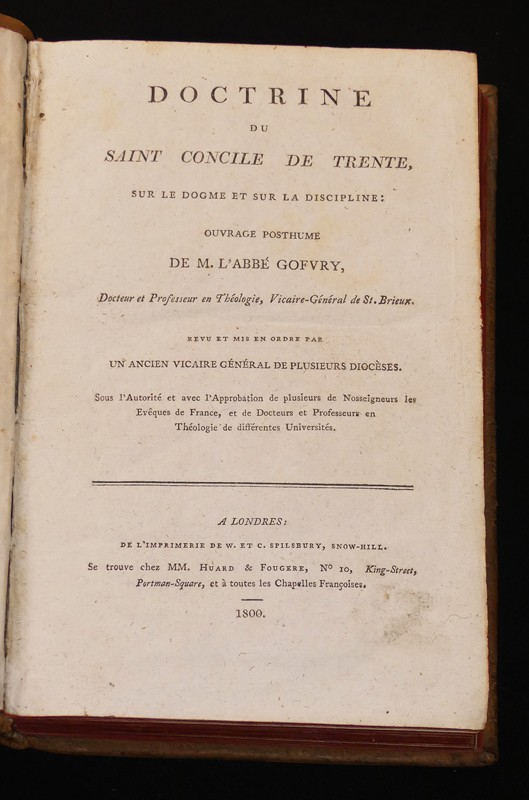 DOCTRINE
DU
SAINT CONCILE DE TRENTE,
SUR LE DOGME ET SUR LA DISCIPLINE:
OUVRAGE POSTHUME
DE M. L'ABBÉ GOFVRY,
Docteur et Professeur en Théologie, Vicaire-Général de St. Brieux.
REVU ET MIS EN ORDRE PAR
UN ANCIEN VICAIRE GÉNÉRAL DE PLUSIEURS DIOCÈSES.
Sous l'Autorité et avec l'Approbation de plusieurs de Nosseigneurs les
Evêques de France, et de Docteurs et Professeurs en
Théologie de différentes Universités.
A LONDRES:
DE L'IMPRIMERIE DE W. ET C. SPILSBURY, SNOW-HILL.
Se trouve chez MM. HUARD & FOUGERE, N° 10, King-Street,
Portman-Square, et à toutes les Chapelles Françoises.
1800.